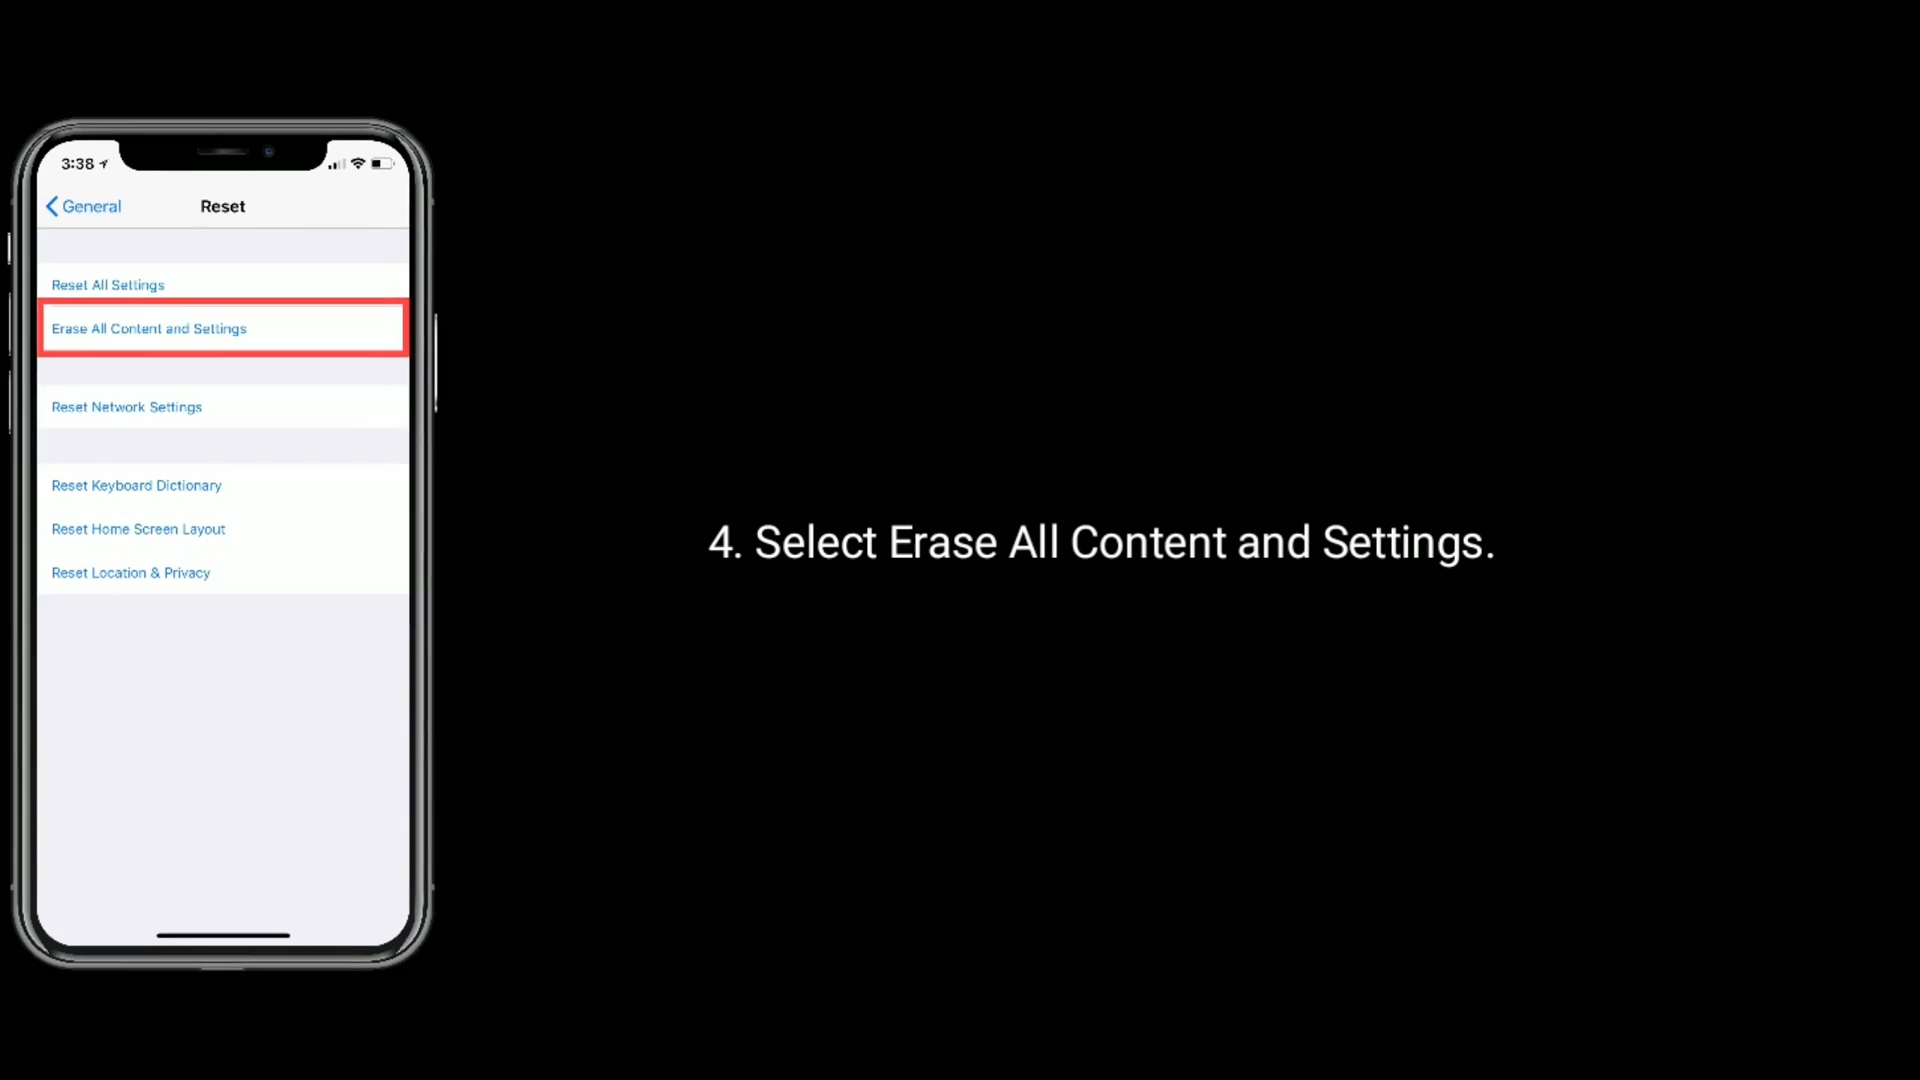 3:38
General
Reset
Reset All Settings
Erase All Content and Settings
Reset Network Settings
Reset Keyboard Dictionary
Reset Home Screen Layout
Reset Location & Privacy
4. Select Erase All Content and Settings.